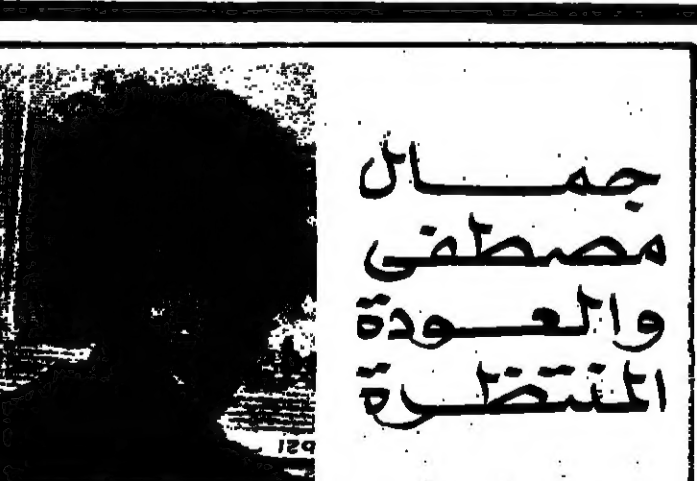 جمال
مصطفى
والعودة
المنتظرة